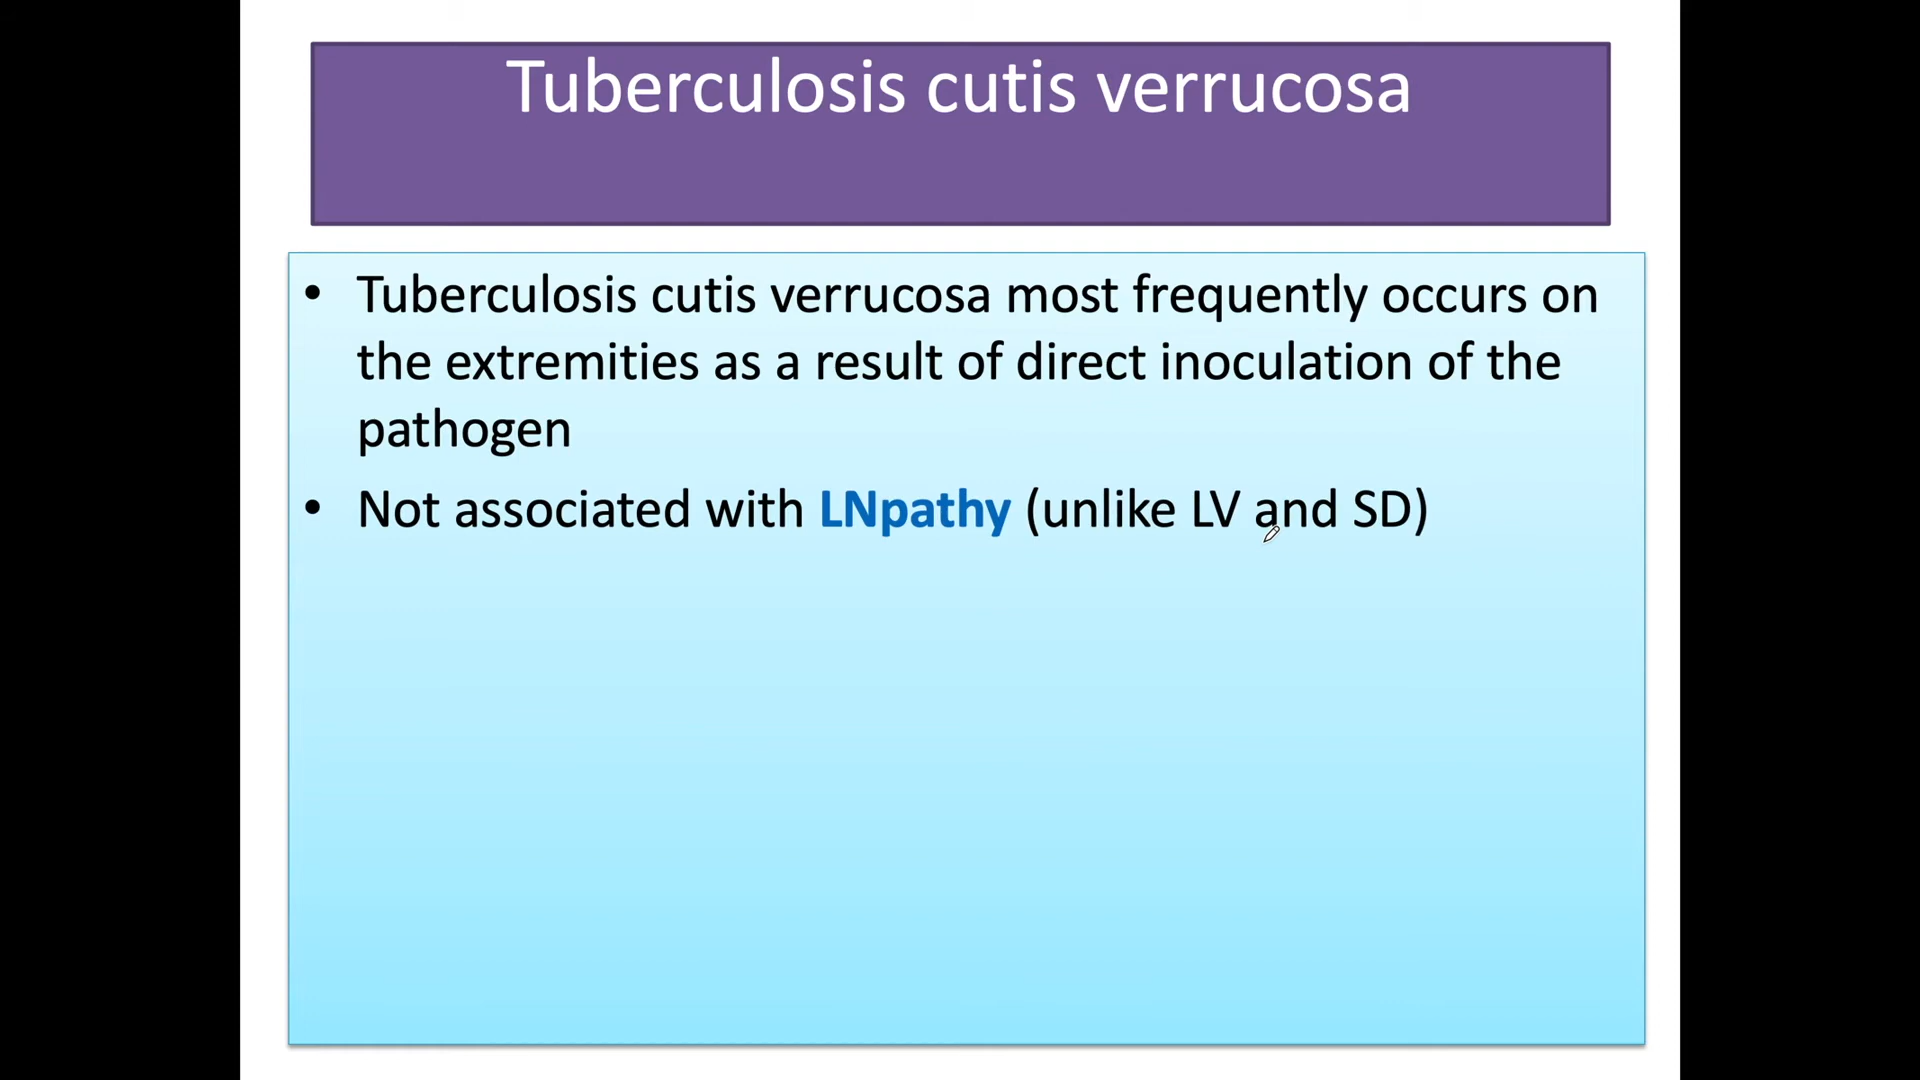 Tuberculosis cutis verrucosa
• Tuberculosis cutis verrucosa most frequently occurs on
the extremities as a result of direct inoculation of the
pathogen
• Not associated with LNpathy (unlike LV and SD)